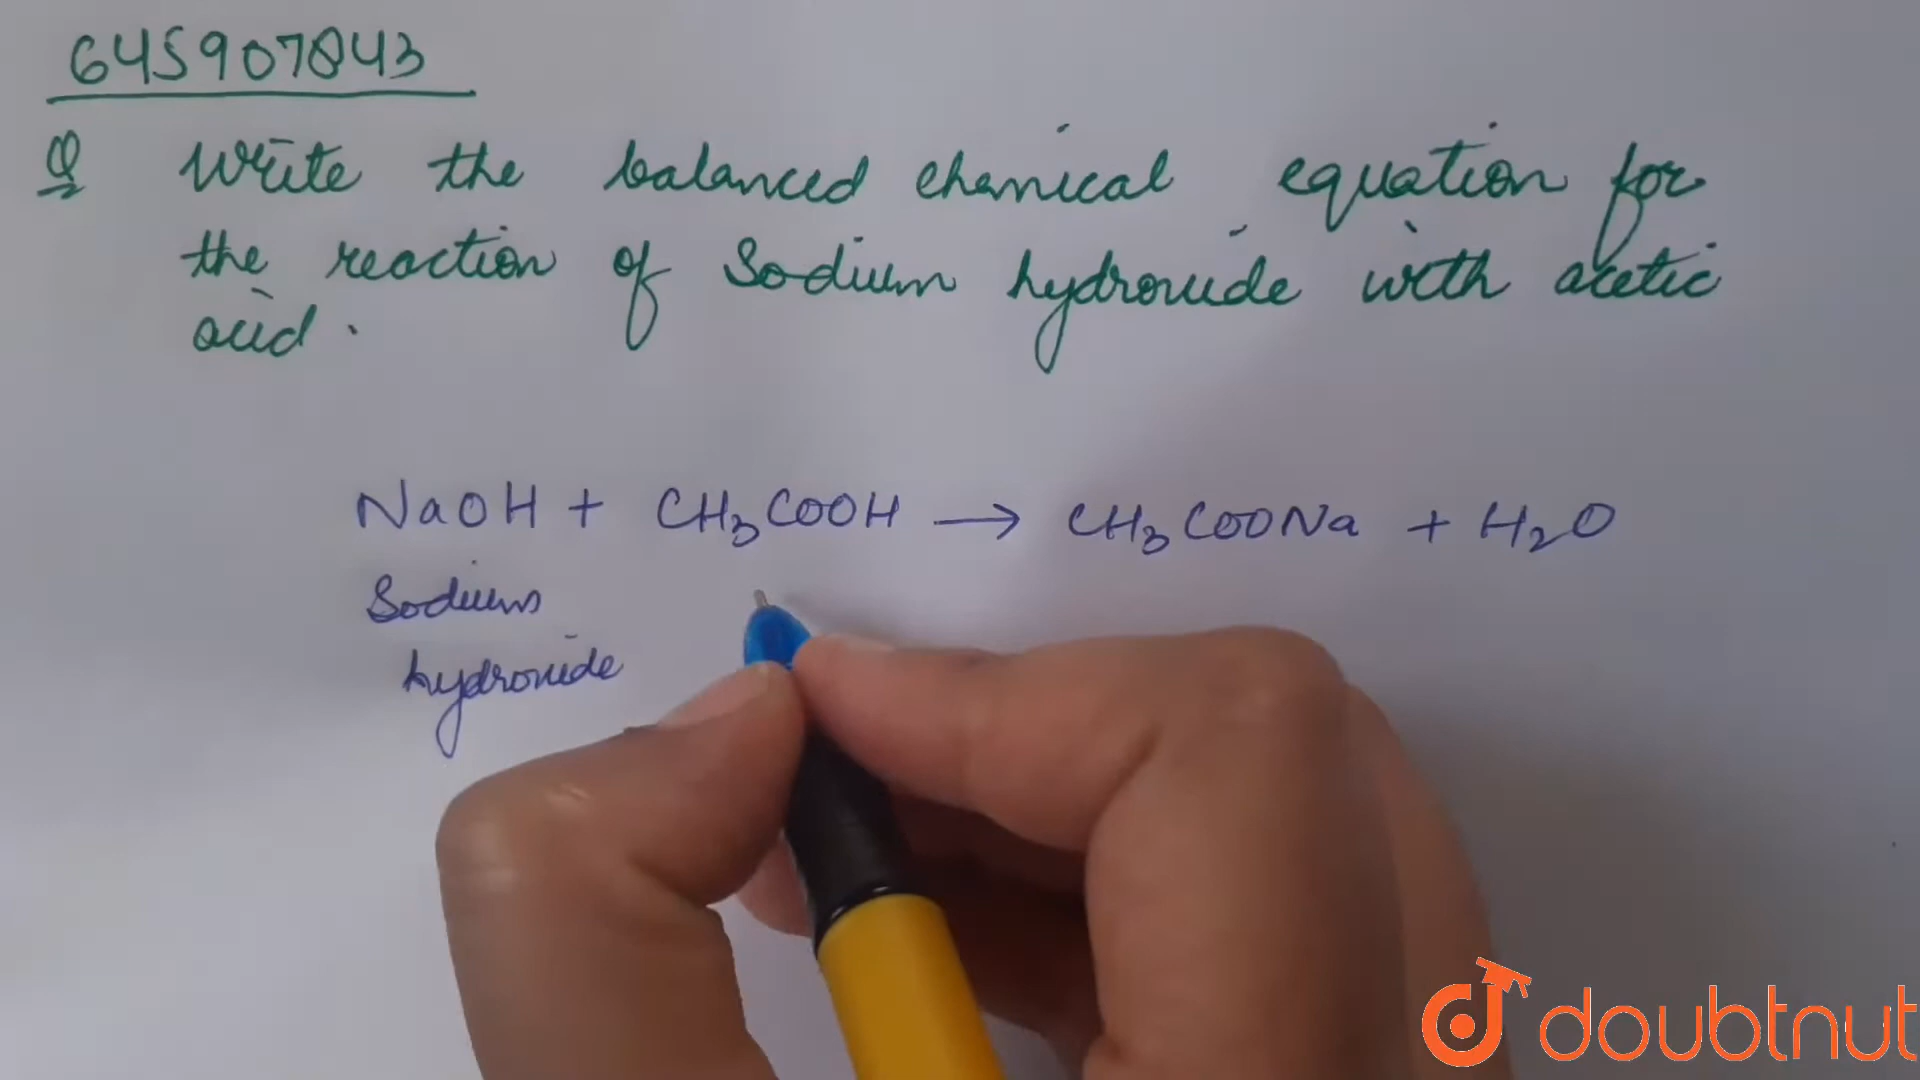 645907843
Q Write the balanced chemical equation for
the reaction of Sodium hydroxide with acetic
acid.
NaOH + CH₃COOH → CH₃COONa + H₂O
Sodium
hydroxide
doubtnut